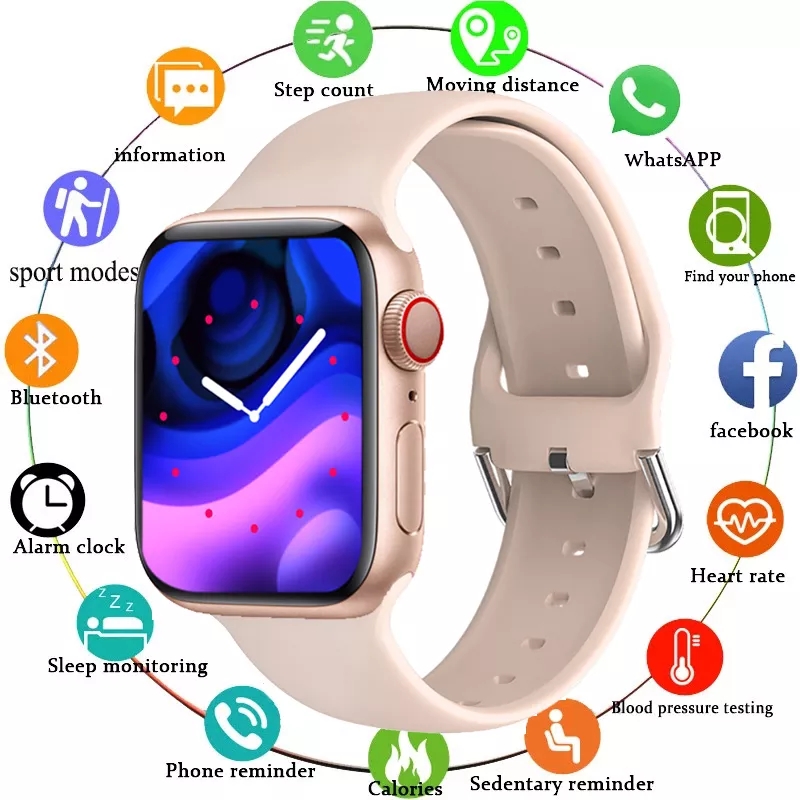 Step count
Moving distance
information
WhatsAPP
sport modes
Find your phone
Bluetooth
facebook
Alarm clock
Heart rate
Z Z Z
Sleep monitoring
Blood pressure testing
Phone reminder
Calories
Sedentary reminder